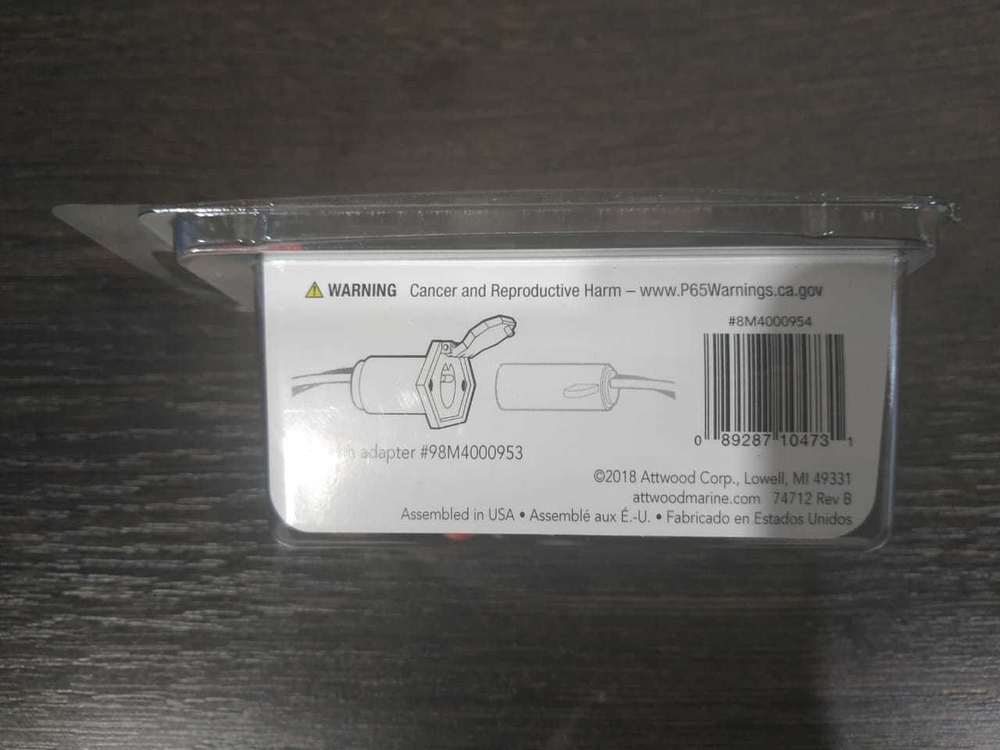 WARNING Cancer and Reproductive Harm – www.P65Warnings.ca.gov
#8M4000954
adapter #98M4000953
0 89287 10473 1
©2018 Attwood Corp., Lowell, MI 49331
attwoodmarine.com 74712 Rev B
Assembled in USA • Assemblé aux É.-U. • Fabricado en Estados Unidos